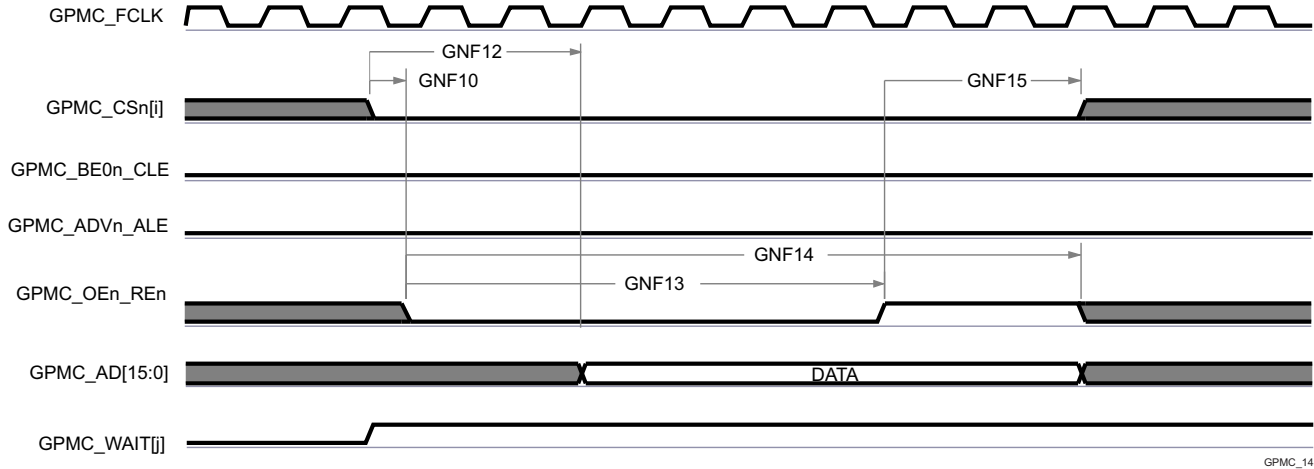 GPMC_FCLK
GNF12
GNF10
GNF15
GPMC_CSn[i]
GPMC_BE0n_CLE
GPMC_ADVn_ALE
GNF14
GNF13
GPMC_OEn_REn
GPMC_AD[15:0]
DATA
GPMC_WAIT[j]
GPMC_14